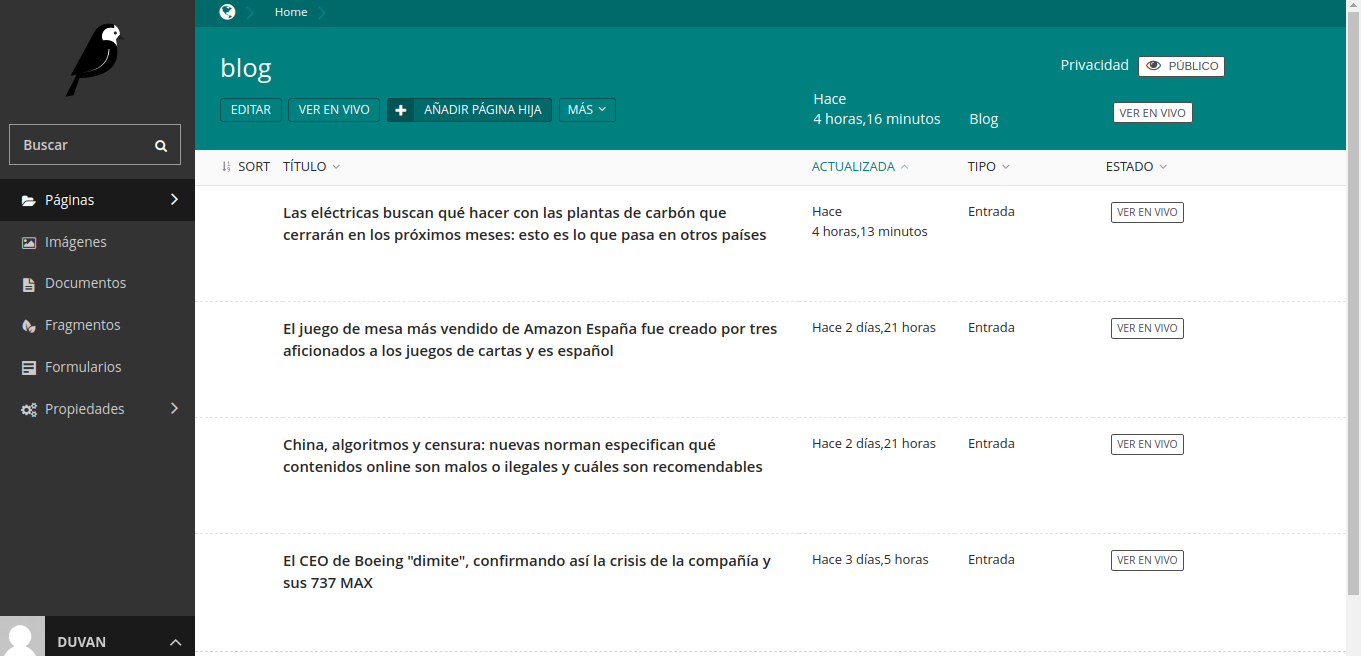 Home
blog
Privacidad PÚBLICO
EDITAR VER EN VIVO AÑADIR PÁGINA HIJA MÁS
Hace
4 horas,16 minutos
Blog
VER EN VIVO
Buscar
Páginas
Imágenes
Documentos
Fragmentos
Formularios
Propiedades
DUVAN
SORT TÍTULO ACTUALIZADA TIPO ESTADO
Las eléctricas buscan qué hacer con las plantas de carbón que
cerrarán en los próximos meses: esto es lo que pasa en otros países
Hace
4 horas,13 minutos
Entrada
VER EN VIVO
El juego de mesa más vendido de Amazon España fue creado por tres
aficionados a los juegos de cartas y es español
Hace 2 días,21 horas
Entrada
VER EN VIVO
China, algoritmos y censura: nuevas norman especifican qué
contenidos online son malos o ilegales y cuáles son recomendables
Hace 2 días,21 horas
Entrada
VER EN VIVO
El CEO de Boeing "dimite", confirmando así la crisis de la compañía y
sus 737 MAX
Hace 3 días,5 horas
Entrada
VER EN VIVO